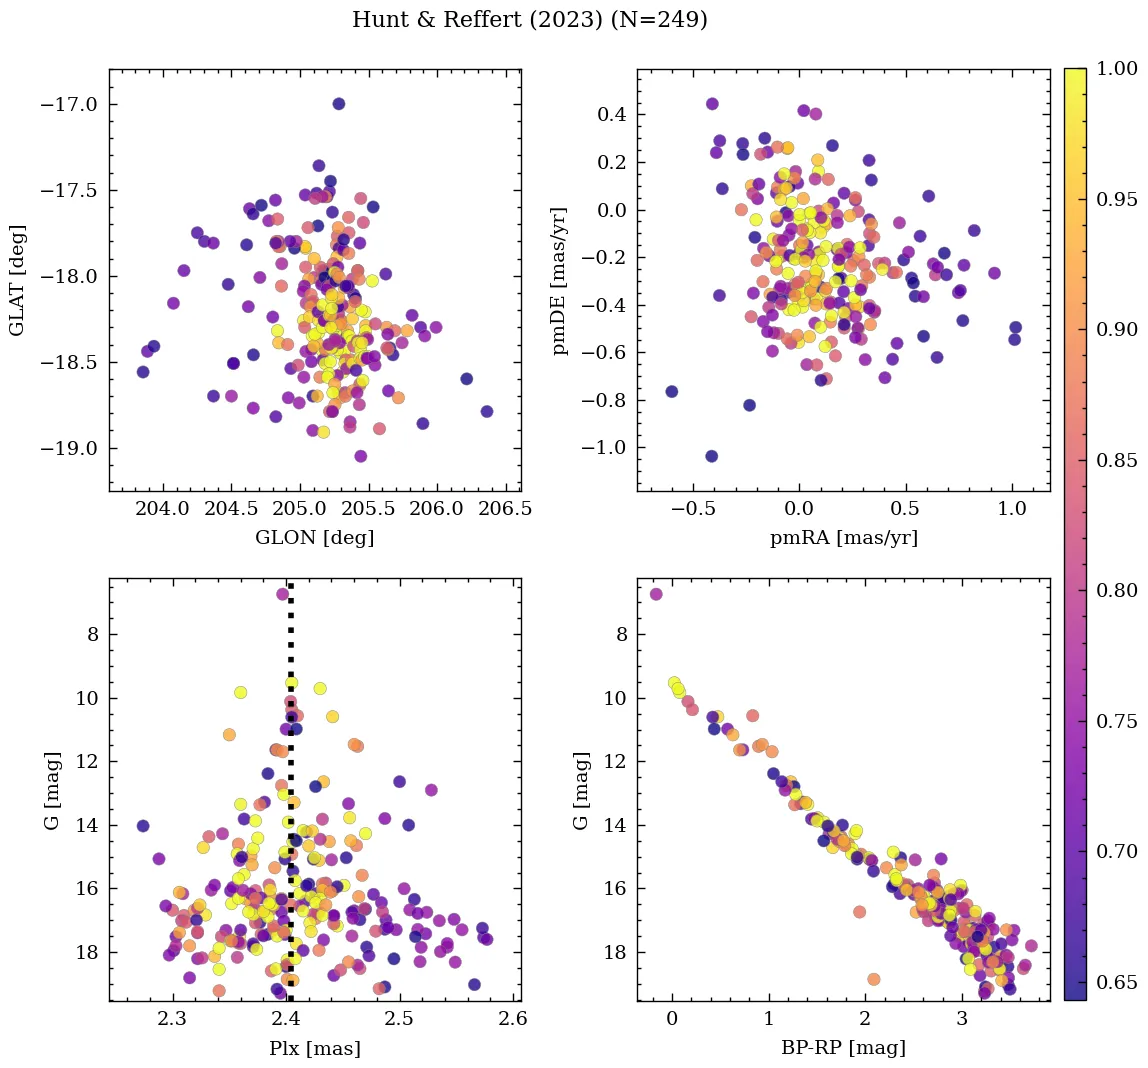 Hunt & Reffert (2023) (N=249)
−17.0
−17.5
−18.0
−18.5
−19.0
GLAT [deg]
204.0 204.5 205.0 205.5 206.0 206.5
GLON [deg]
0.4
0.2
0.0
−0.2
−0.4
−0.6
−0.8
−1.0
pmDE [mas/yr]
−0.5 0.0 0.5 1.0
pmRA [mas/yr]
1.00
0.95
0.90
0.85
0.80
0.75
0.70
0.65
8
10
12
14
16
18
G [mag]
2.3 2.4 2.5 2.6
Plx [mas]
8
10
12
14
16
18
G [mag]
0 1 2 3
BP-RP [mag]